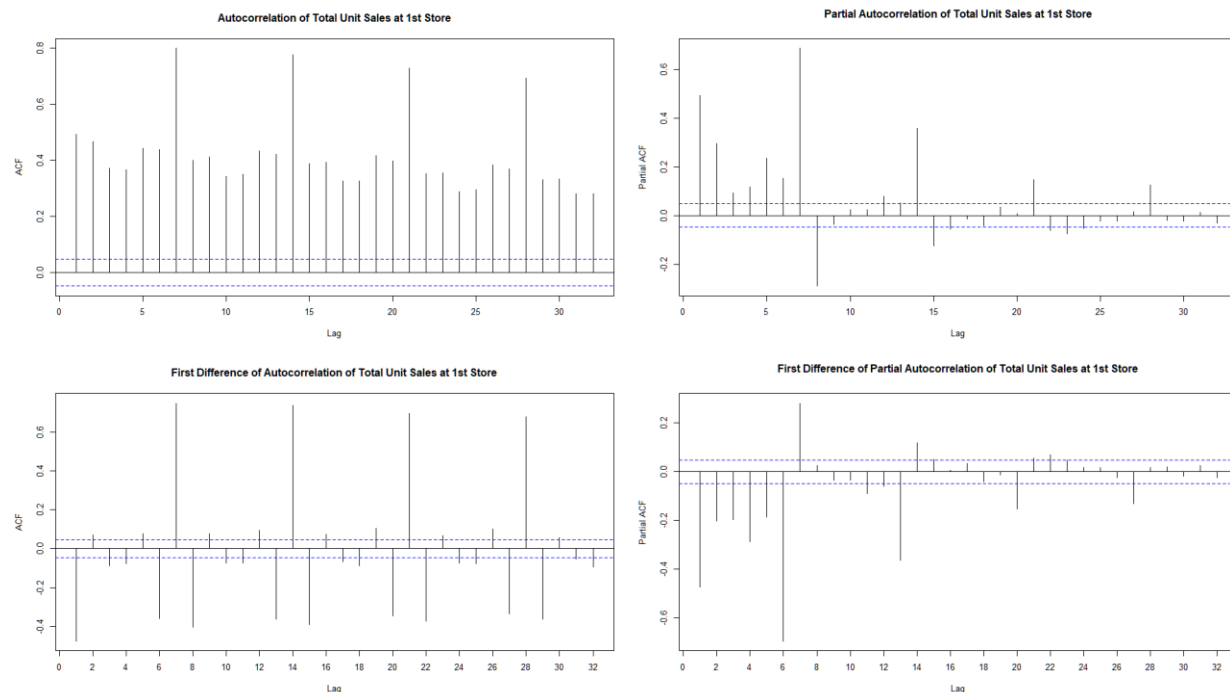 Autocorrelation of Total Unit Sales at 1st Store
ACF
0.8
0.6
0.4
0.2
0.0
0 5 10 15 20 25 30
Lag
Partial Autocorrelation of Total Unit Sales at 1st Store
Partial ACF
0.6
0.4
0.2
0.0
-0.2
0 5 10 15 20 25 30
Lag
First Difference of Autocorrelation of Total Unit Sales at 1st Store
ACF
0.6
0.4
0.2
0.0
-0.2
-0.4
0 2 4 6 8 10 12 14 16 18 20 22 24 26 28 30 32
Lag
First Difference of Partial Autocorrelation of Total Unit Sales at 1st Store
Partial ACF
0.2
0.0
-0.2
-0.4
-0.6
0 2 4 6 8 10 12 14 16 18 20 22 24 26 28 30 32
Lag